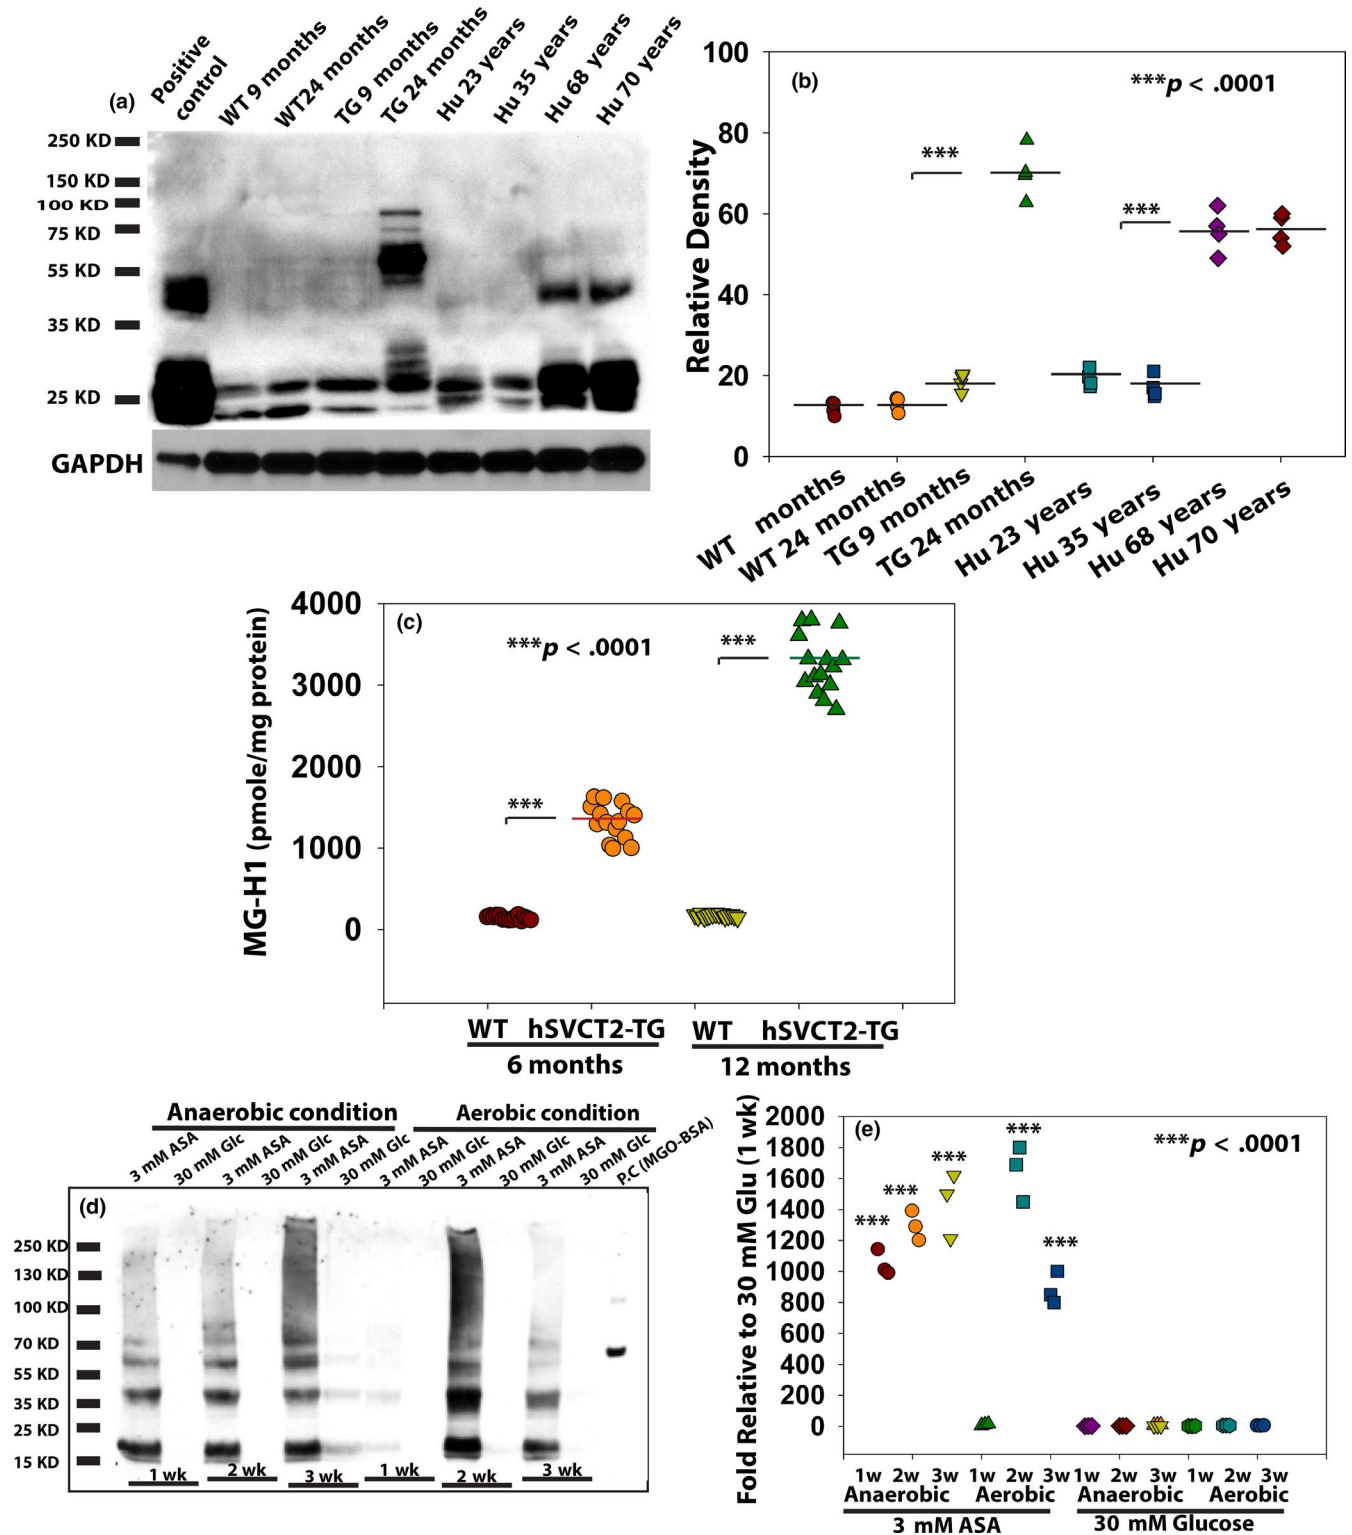 (a)
Positive control
WT 9 months
WT24 months
TG 9 months
TG 24 months
Hu 23 years
Hu 35 years
Hu 68 years
Hu 70 years
250 KD
150 KD
100 KD
75 KD
55 KD
35 KD
25 KD
GAPDH
(b)
***p < .0001
Relative Density
100
80
60
40
20
0
***
***
WT months
WT 24 months
TG 9 months
TG 24 months
Hu 23 years
Hu 35 years
Hu 68 years
Hu 70 years
(c)
***p < .0001
MG-H1 (pmole/mg protein)
4000
3000
2000
1000
0
***
***
WT hSVCT2-TG WT hSVCT2-TG
6 months 12 months
Anaerobic condition Aerobic condition
3 mM ASA
30 mM Glc
3 mM ASA
30 mM Glc
3 mM ASA
30 mM Glc
3 mM ASA
30 mM Glc
3 mM ASA
30 mM Glc
3 mM ASA
30 mM Glc
P.C (MGO-BSA)
(d)
250 KD
130 KD
100 KD
70 KD
55 KD
35 KD
25 KD
15 KD
1 wk 2 wk 3 wk 1 wk 2 wk 3 wk
(e)
***p < .0001
Fold Relative to 30 mM Glu (1 wk)
2000
1800
1600
1400
1200
1000
800
600
400
200
0
***
***
***
***
***
1w 2w 3w 1w 2w 3w 1w 2w 3w 1w 2w 3w
Anaerobic Aerobic Anaerobic Aerobic
3 mM ASA 30 mM Glucose